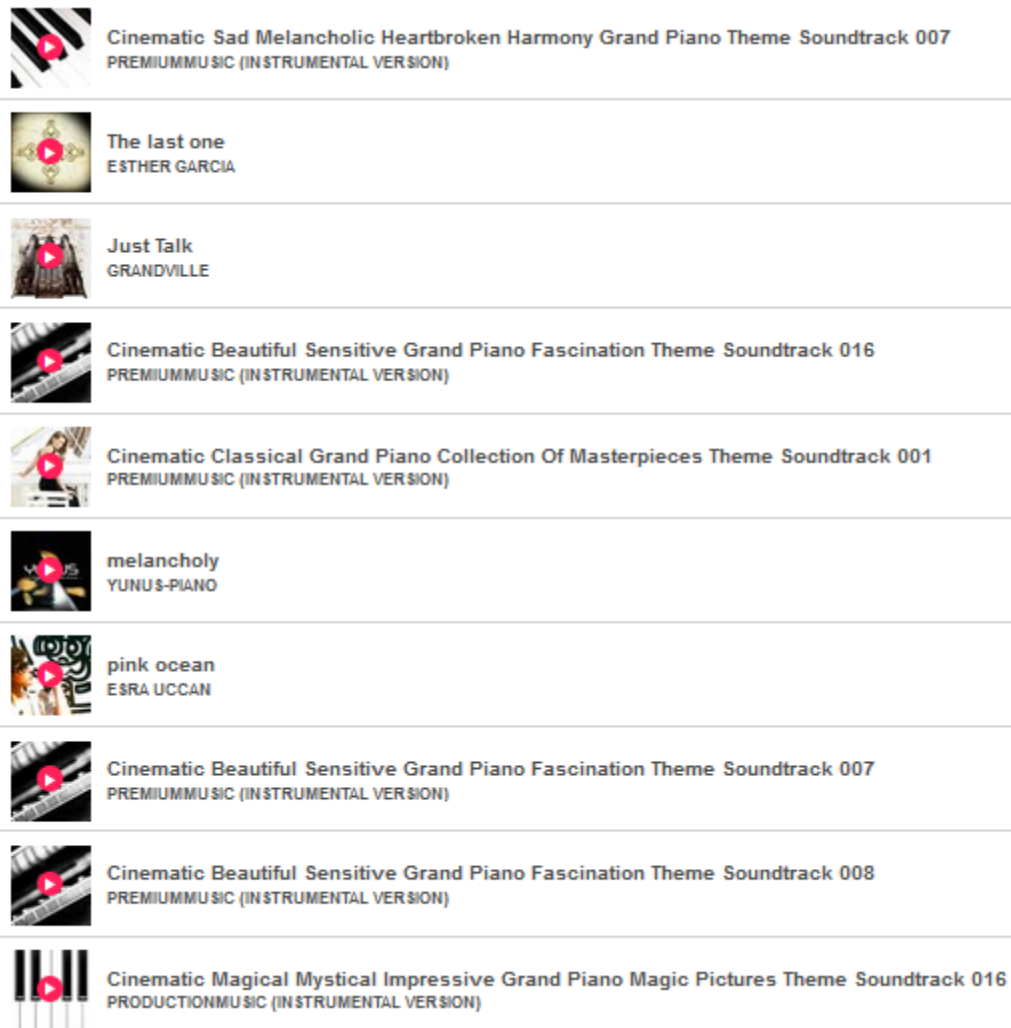 Cinematic Sad Melancholic Heartbroken Harmony Grand Piano Theme Soundtrack 007
PREMIUMMUSIC (INSTRUMENTAL VERSION)
The last one
ESTHER GARCIA
Just Talk
GRANDVILLE
Cinematic Beautiful Sensitive Grand Piano Fascination Theme Soundtrack 016
PREMIUMMUSIC (INSTRUMENTAL VERSION)
Cinematic Classical Grand Piano Collection Of Masterpieces Theme Soundtrack 001
PREMIUMMUSIC (INSTRUMENTAL VERSION)
melancholy
YUNUS-PIANO
pink ocean
ESRA UCCAN
Cinematic Beautiful Sensitive Grand Piano Fascination Theme Soundtrack 007
PREMIUMMUSIC (INSTRUMENTAL VERSION)
Cinematic Beautiful Sensitive Grand Piano Fascination Theme Soundtrack 008
PREMIUMMUSIC (INSTRUMENTAL VERSION)
Cinematic Magical Mystical Impressive Grand Piano Magic Pictures Theme Soundtrack 016
PRODUCTIONMUSIC (INSTRUMENTAL VERSION)